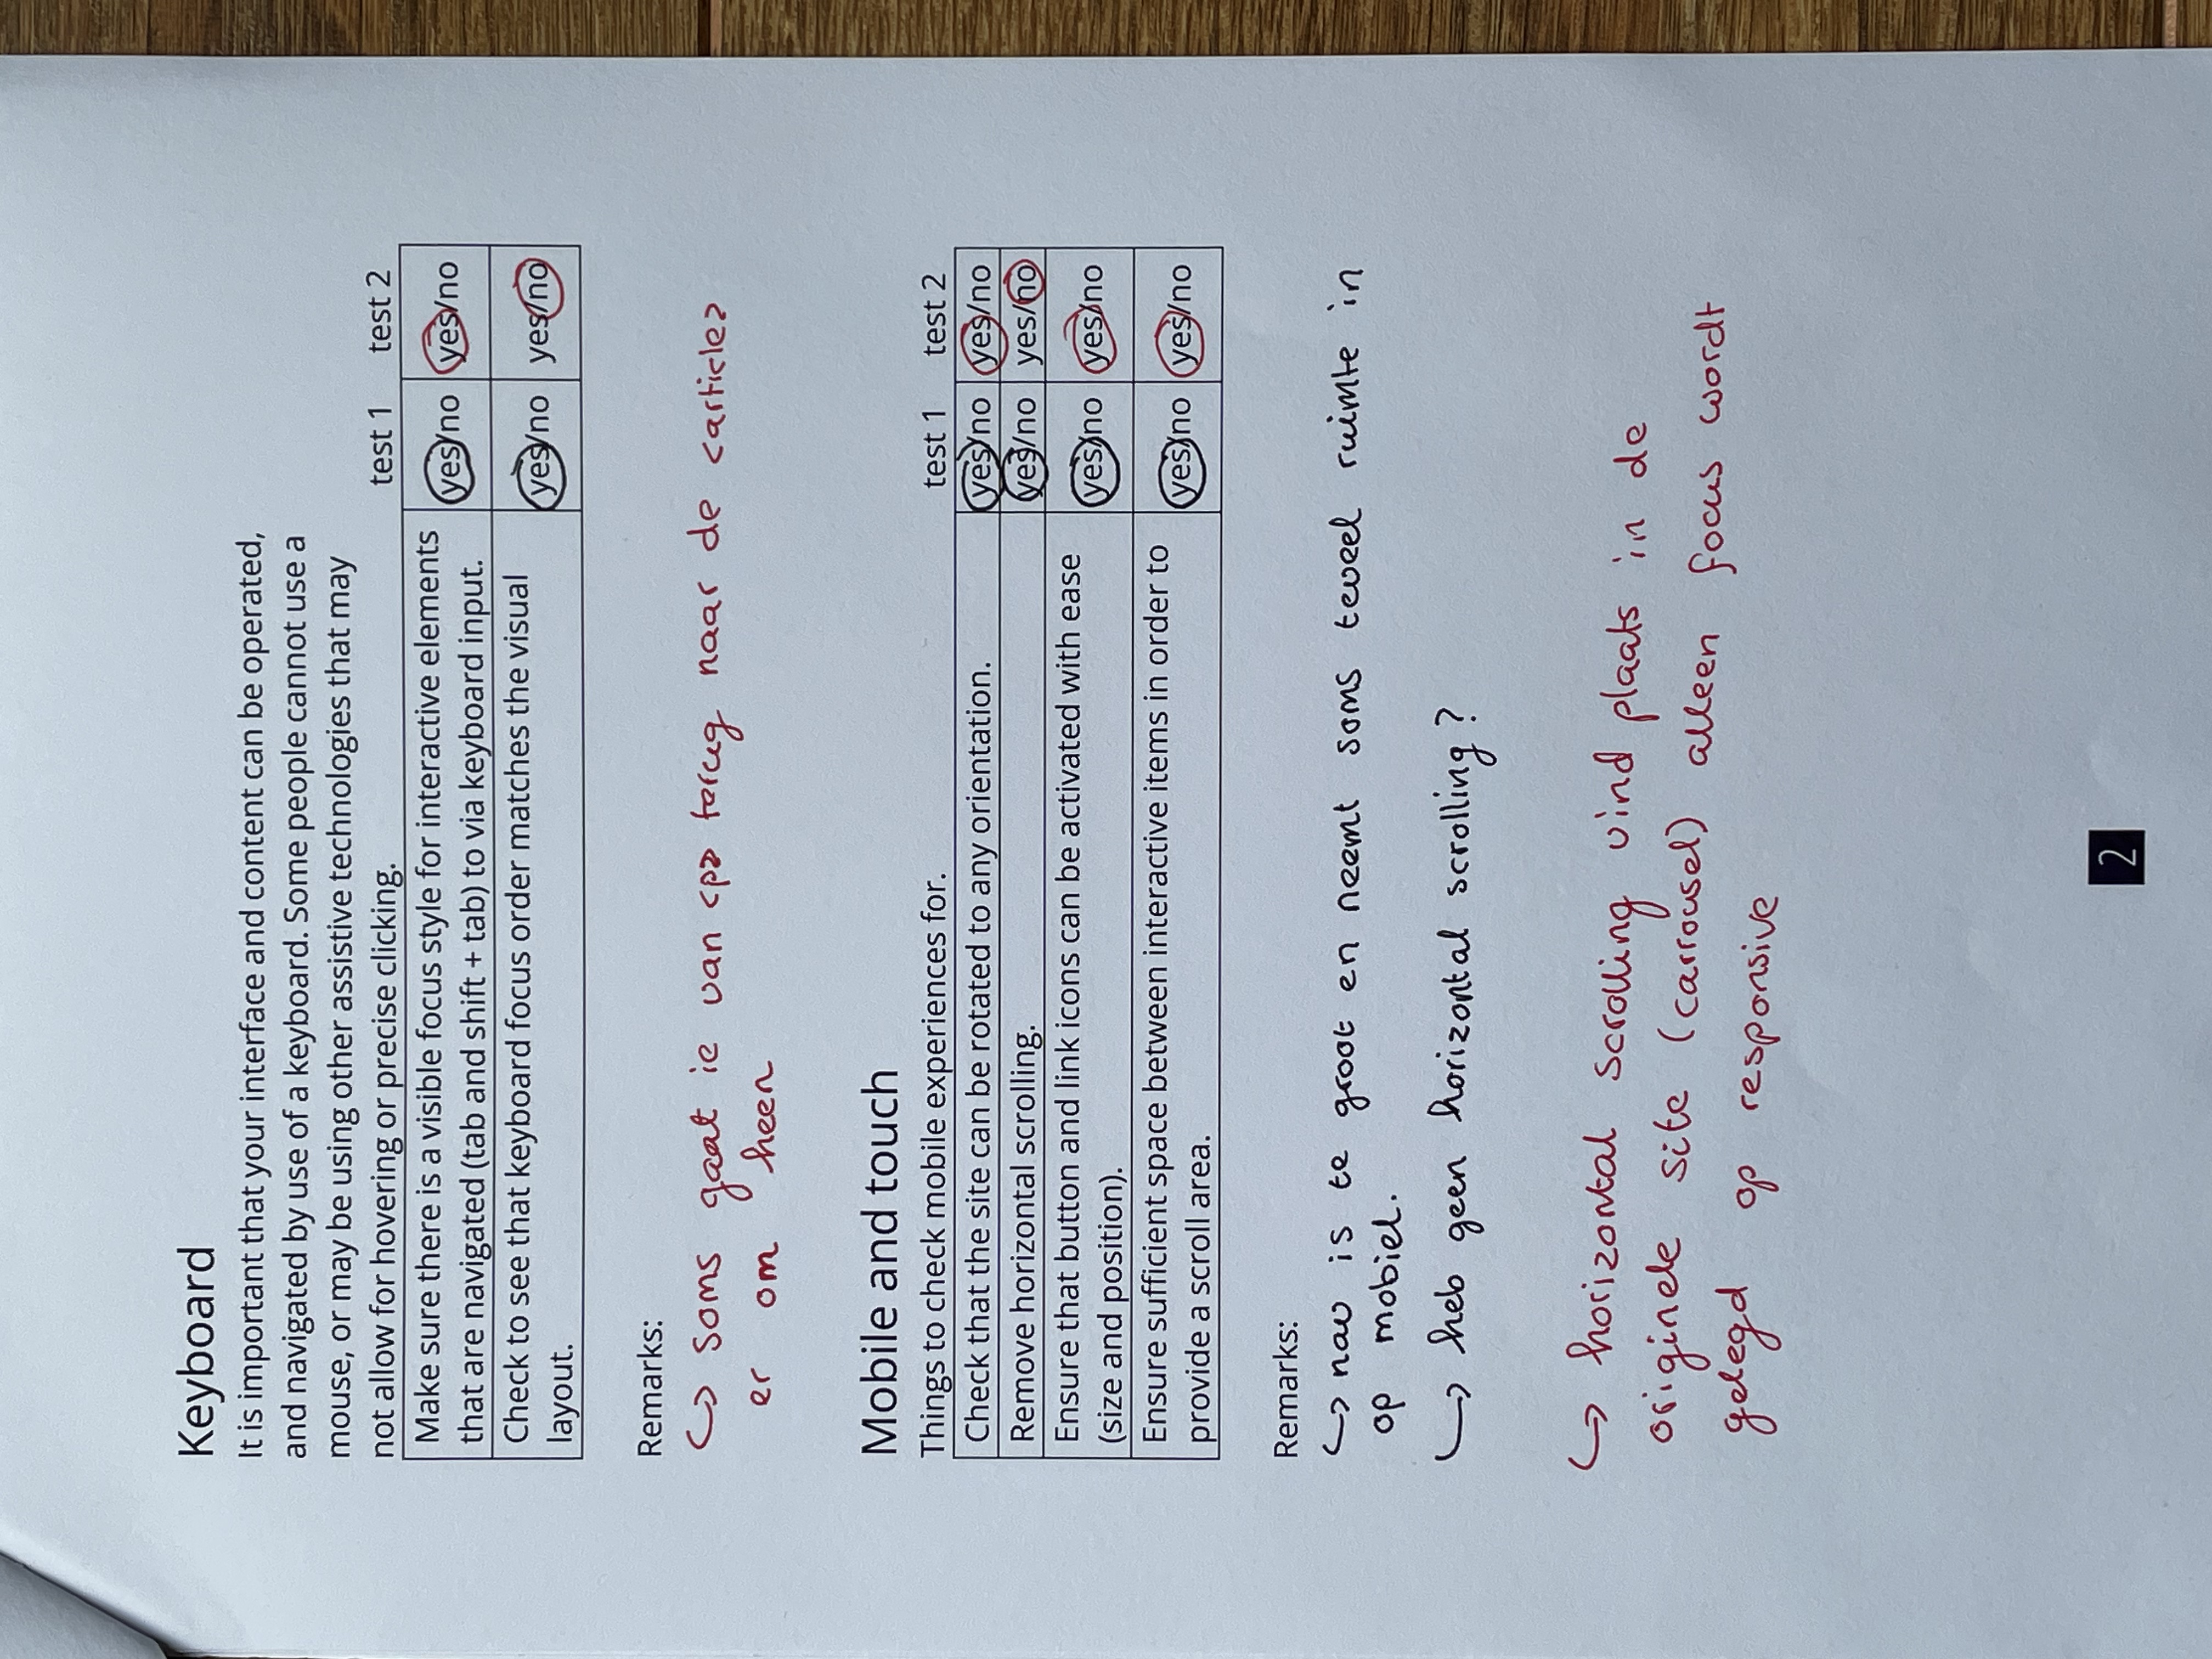 Keyboard
It is important that your interface and content can be operated,
and navigated by use of a keyboard. Some people cannot use a
mouse, or may be using other assistive technologies that may
not allow for hovering or precise clicking. test 1 test 2
Make sure there is a visible focus style for interactive elements yes/no yes/no
that are navigated (tab and shift + tab) to via keyboard input.
Check to see that keyboard focus order matches the visual yes/no yes/no
layout.
Remarks:
↪ soms gaat ie van <p> terug naar de <article>
er om heen
Mobile and touch
Things to check mobile experiences for. test 1 test 2
Check that the site can be rotated to any orientation. yes/no yes/no
Remove horizontal scrolling. yes/no yes/no
Ensure that button and link icons can be activated with ease yes/no yes/no
(size and position).
Ensure sufficient space between interactive items in order to yes/no yes/no
provide a scroll area.
Remarks:
↪ nav is te groot en neemt soms teveel ruimte in
op mobiel.
↪ heb geen horizontal scrolling?
↪ horizontal scrolling vind plaats in de
originele site (carrousel) alleen focus wordt
gelegd op responsive
2